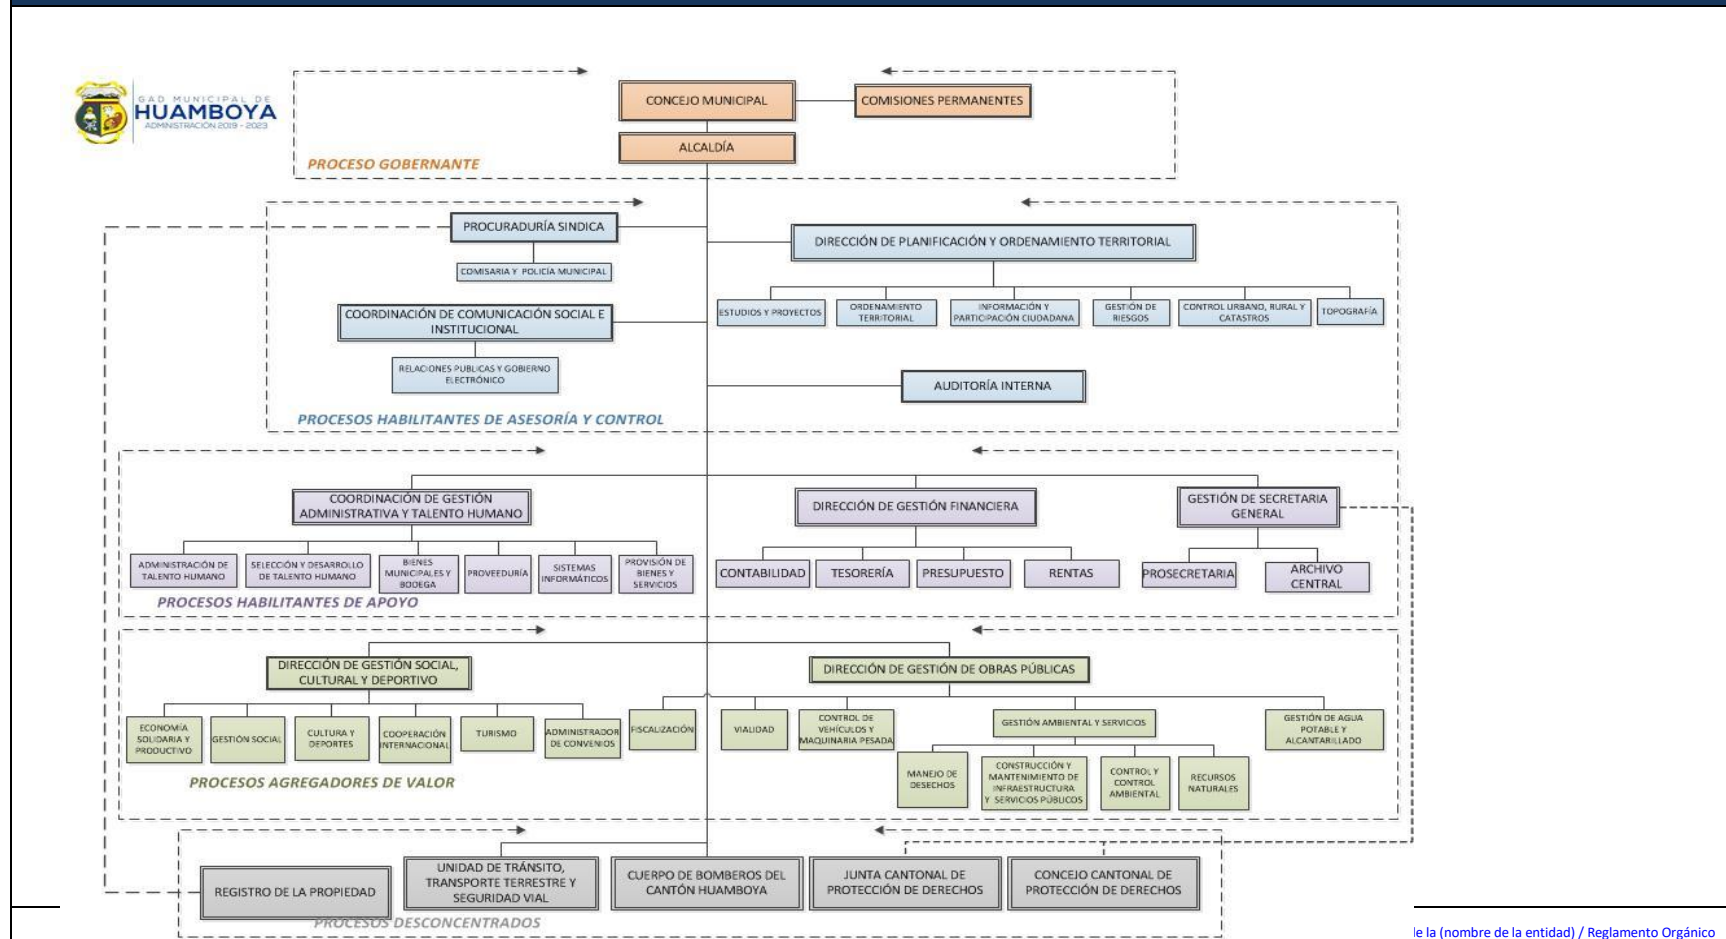 GAD MUNICIPAL DE
HUAMBOYA
ADMINISTRACIÓN 2019 - 2023
CONCEJO MUNICIPAL
COMISIONES PERMANENTES
ALCALDÍA
PROCESO GOBERNANTE
PROCURADURÍA SINDICA
DIRECCIÓN DE PLANIFICACIÓN Y ORDENAMIENTO TERRITORIAL
COMISARIA Y POLICÍA MUNICIPAL
COORDINACIÓN DE COMUNICACIÓN SOCIAL E
INSTITUCIONAL
ESTUDIOS Y PROYECTOS
ORDENAMIENTO
TERRITORIAL
INFORMACIÓN Y
PARTICIPACIÓN CIUDADANA
GESTIÓN DE
RIESGOS
CONTROL URBANO, RURAL Y
CATASTROS
TOPOGRAFÍA
RELACIONES PUBLICAS Y GOBIERNO
ELECTRÓNICO
AUDITORÍA INTERNA
PROCESOS HABILITANTES DE ASESORÍA Y CONTROL
COORDINACIÓN DE GESTIÓN
ADMINISTRATIVA Y TALENTO HUMANO
DIRECCIÓN DE GESTIÓN FINANCIERA
GESTIÓN DE SECRETARIA
GENERAL
ADMINISTRACIÓN DE
TALENTO HUMANO
SELECCIÓN Y DESARROLLO
DE TALENTO HUMANO
BIENES
MUNICIPALES Y
BODEGA
PROVEEDURÍA
SISTEMAS
INFORMÁTICOS
PROVISIÓN DE
BIENES Y
SERVICIOS
CONTABILIDAD
TESORERÍA
PRESUPUESTO
RENTAS
PROSECRETARIA
ARCHIVO
CENTRAL
PROCESOS HABILITANTES DE APOYO
DIRECCIÓN DE GESTIÓN SOCIAL,
CULTURAL Y DEPORTIVO
DIRECCIÓN DE GESTIÓN DE OBRAS PÚBLICAS
ECONOMÍA
SOLIDARIA Y
PRODUCTIVO
GESTIÓN SOCIAL
CULTURA Y
DEPORTES
COOPERACIÓN
INTERNACIONAL
TURISMO
ADMINISTRADOR
DE CONVENIOS
FISCALIZACIÓN
VIALIDAD
CONTROL DE
VEHÍCULOS Y
MAQUINARIA PESADA
GESTIÓN AMBIENTAL Y SERVICIOS
GESTIÓN DE AGUA
POTABLE Y
ALCANTARILLADO
MANEJO DE
DESECHOS
CONSTRUCCIÓN Y
MANTENIMIENTO DE
INFRAESTRUCTURA
Y SERVICIOS PÚBLICOS
CONTROL Y
CONTROL
AMBIENTAL
RECURSOS
NATURALES
PROCESOS AGREGADORES DE VALOR
REGISTRO DE LA PROPIEDAD
UNIDAD DE TRÁNSITO,
TRANSPORTE TERRESTRE Y
SEGURIDAD VIAL
CUERPO DE BOMBEROS DEL
CANTÓN HUAMBOYA
JUNTA CANTONAL DE
PROTECCIÓN DE DERECHOS
CONCEJO CANTONAL DE
PROTECCIÓN DE DERECHOS
PROCESOS DESCONCENTRADOS
de la (nombre de la entidad) / Reglamento Orgánico